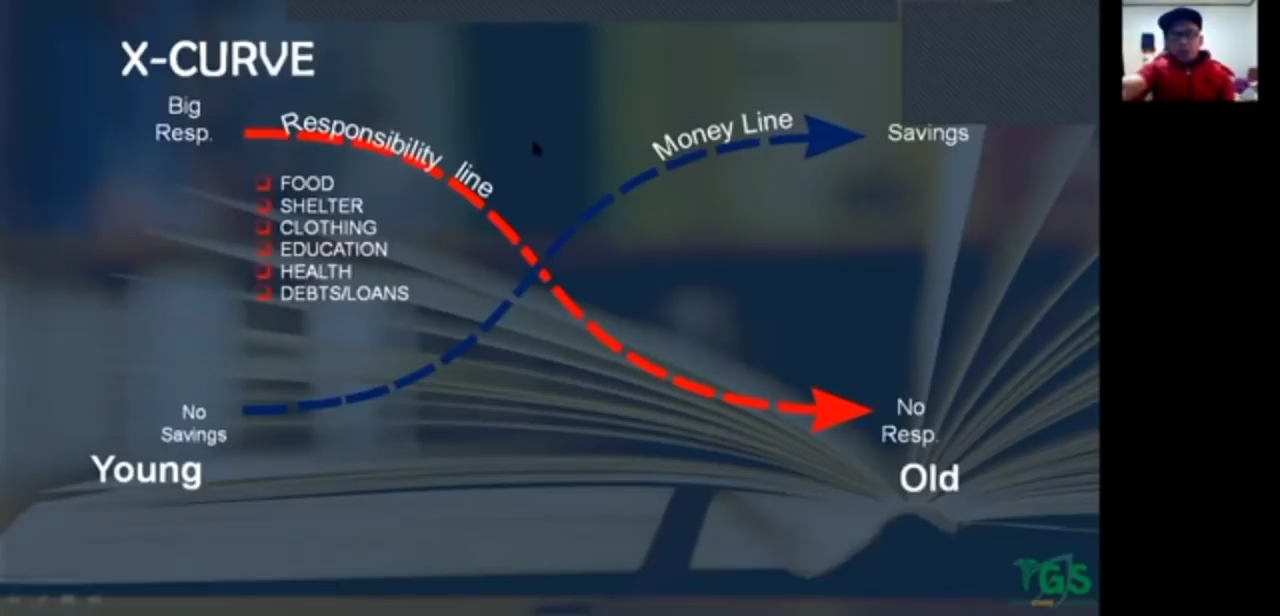 X-CURVE
Big
Resp.
Responsibility line
Money Line
Savings
FOOD
SHELTER
CLOTHING
EDUCATION
HEALTH
DEBTS/LOANS
No
Savings
No
Resp.
Young
Old
PGS